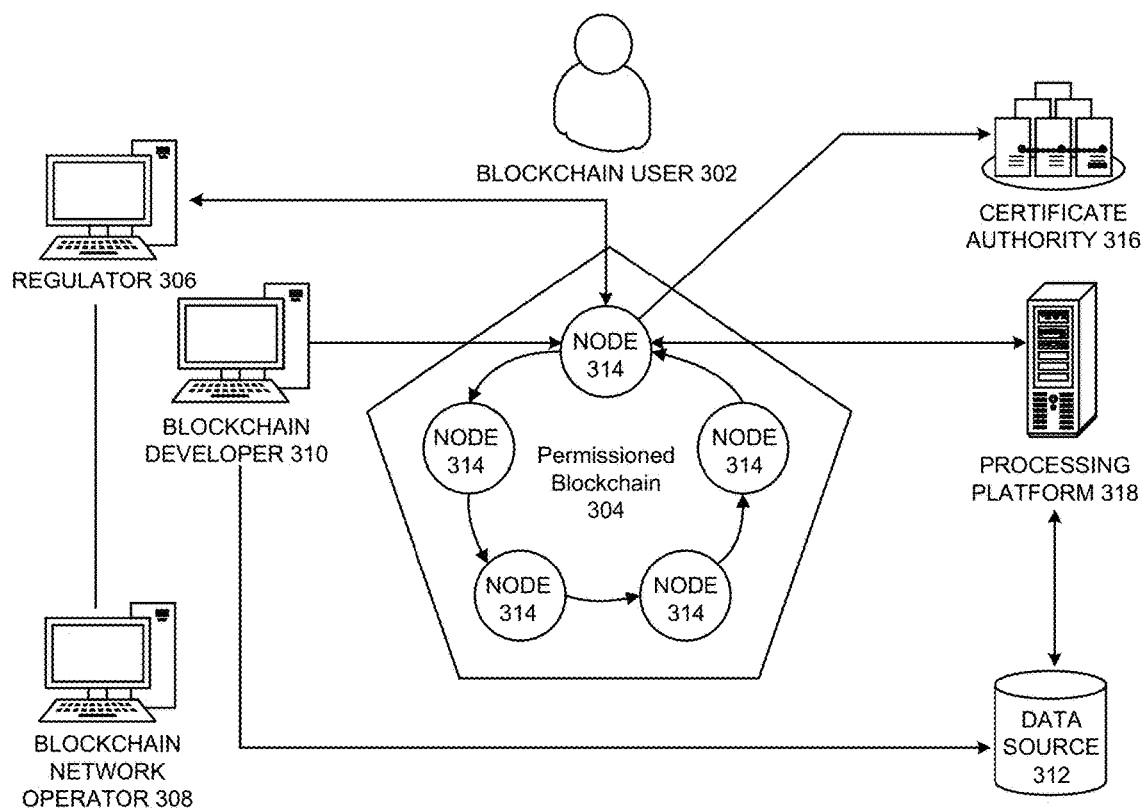 BLOCKCHAIN USER 302
CERTIFICATE
AUTHORITY 316
REGULATOR 306
NODE
314
BLOCKCHAIN
DEVELOPER 310
NODE
314
Permissioned
Blockchain
304
NODE
314
PROCESSING
PLATFORM 318
NODE
314
NODE
314
BLOCKCHAIN
NETWORK
OPERATOR 308
DATA
SOURCE
312